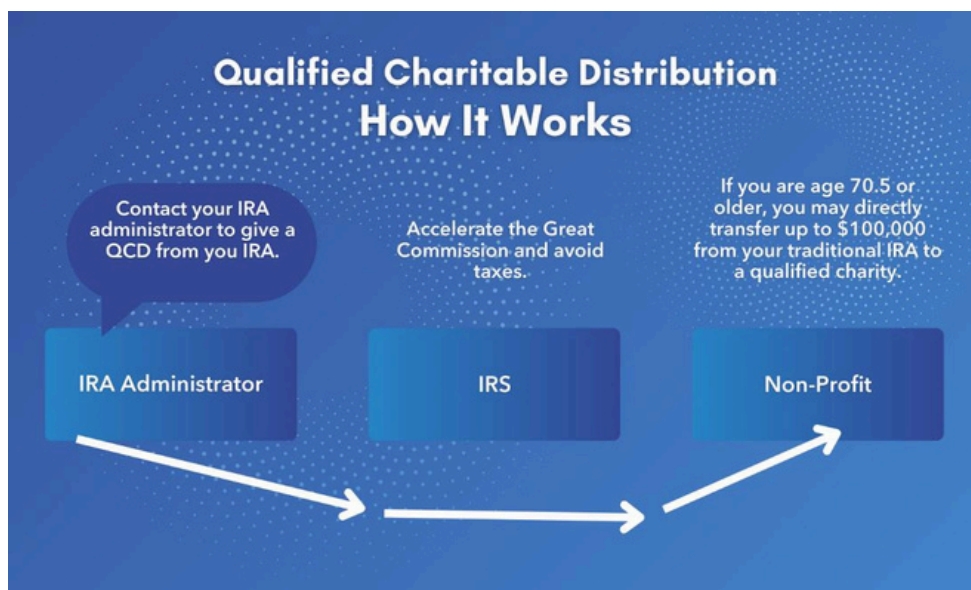 Qualified Charitable Distribution
How It Works
Contact your IRA
administrator to give a
QCD from you IRA.
Accelerate the Great
Commission and avoid
taxes.
If you are age 70.5 or
older, you may directly
transfer up to $100,000
from your traditional IRA to
a qualified charity.
IRA Administrator
IRS
Non-Profit